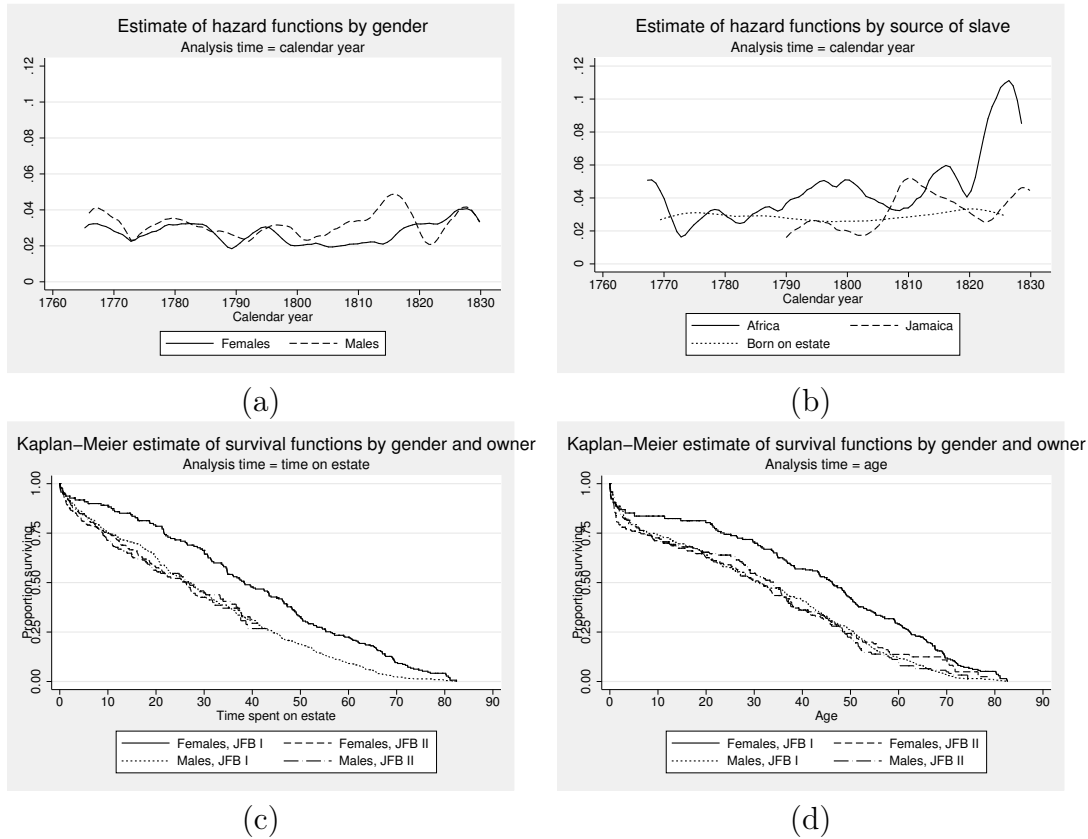 Estimate of hazard functions by gender
Analysis time = calendar year
.12
.1
.08
.06
.04
.02
0
1760 1770 1780 1790 1800 1810 1820 1830
Calendar year
Females Males
(a)
Estimate of hazard functions by source of slave
Analysis time = calendar year
.12
.1
.08
.06
.04
.02
0
1760 1770 1780 1790 1800 1810 1820 1830
Calendar year
Africa Jamaica
Born on estate
(b)
Kaplan−Meier estimate of survival functions by gender and owner
Analysis time = time on estate
Proportion surviving
1.00
0.75
0.50
0.25
0.00
0 10 20 30 40 50 60 70 80 90
Time spent on estate
Females, JFB I Females, JFB II
Males, JFB I Males, JFB II
(c)
Kaplan−Meier estimate of survival functions by gender and owner
Analysis time = age
Proportion surviving
1.00
0.75
0.50
0.25
0.00
0 10 20 30 40 50 60 70 80 90
Age
Females, JFB I Females, JFB II
Males, JFB I Males, JFB II
(d)